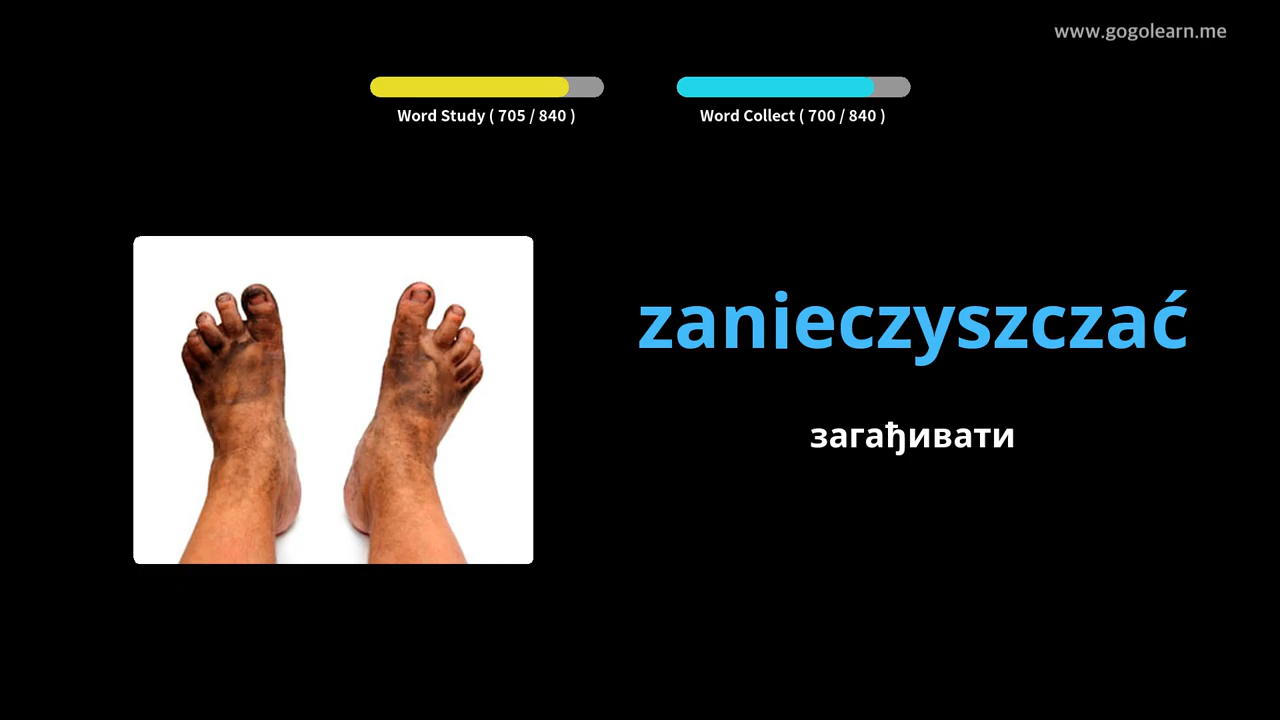 www.gogolearn.me
Word Study ( 705 / 840 )
Word Collect ( 700 / 840 )
zanieczyszczać
загађивати